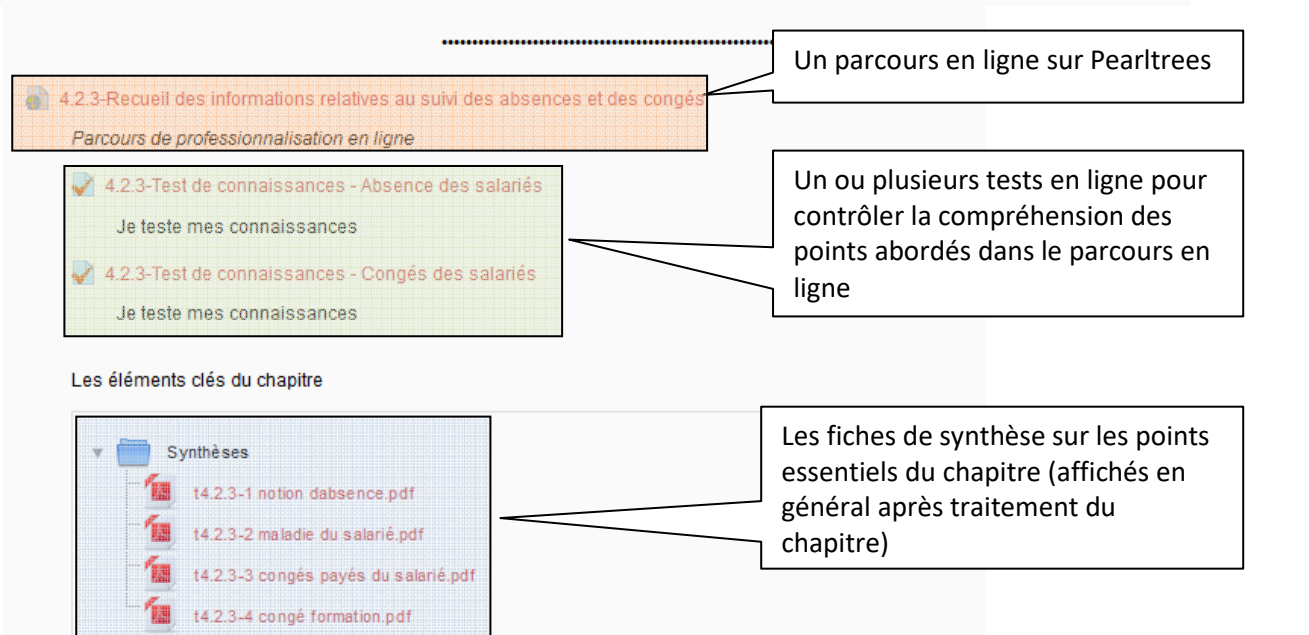 Un parcours en ligne sur Pearltrees
4.2.3-Recueil des informations relatives au suivi des absences et des congés
Parcours de professionnalisation en ligne
4.2.3-Test de connaissances - Absence des salariés
Je teste mes connaissances
4.2.3-Test de connaissances - Congés des salariés
Je teste mes connaissances
Un ou plusieurs tests en ligne pour
contrôler la compréhension des
points abordés dans le parcours en
ligne
Les éléments clés du chapitre
Synthèses
t4.2.3-1 notion dabsence.pdf
t4.2.3-2 maladie du salarié.pdf
t4.2.3-3 congés payés du salarié.pdf
t4.2.3-4 congé formation.pdf
Les fiches de synthèse sur les points
essentiels du chapitre (affichés en
général après traitement du
chapitre)